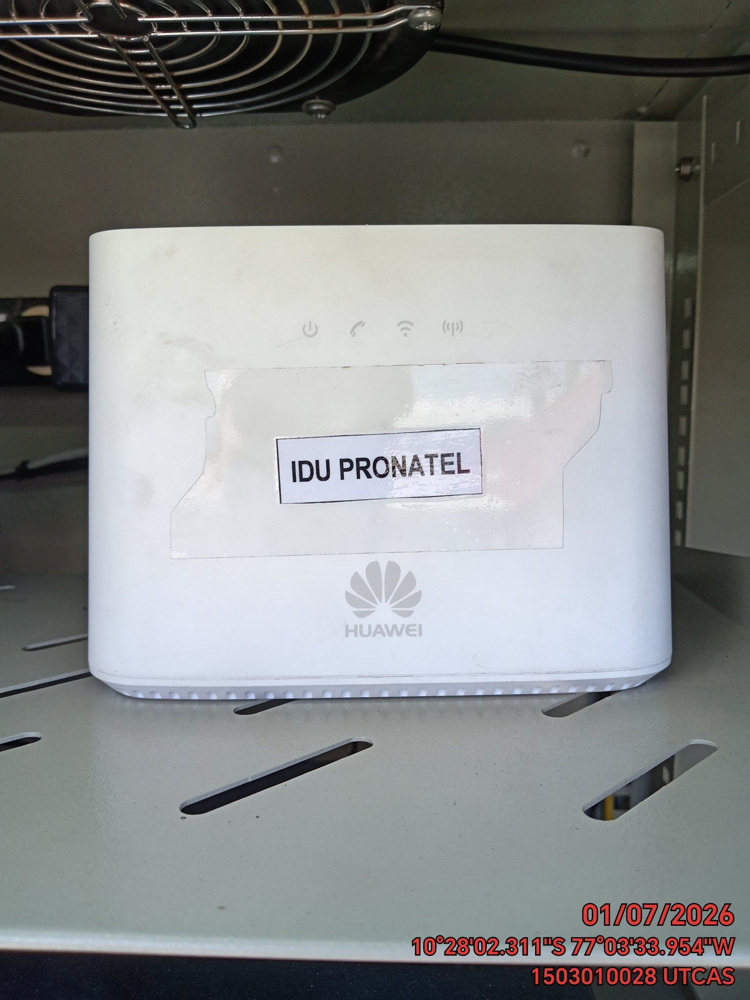 IDU PRONATEL
HUAWEI
01/07/2026
10°28'02.311"S 77°03'33.954"W
1503010028 UTCAS